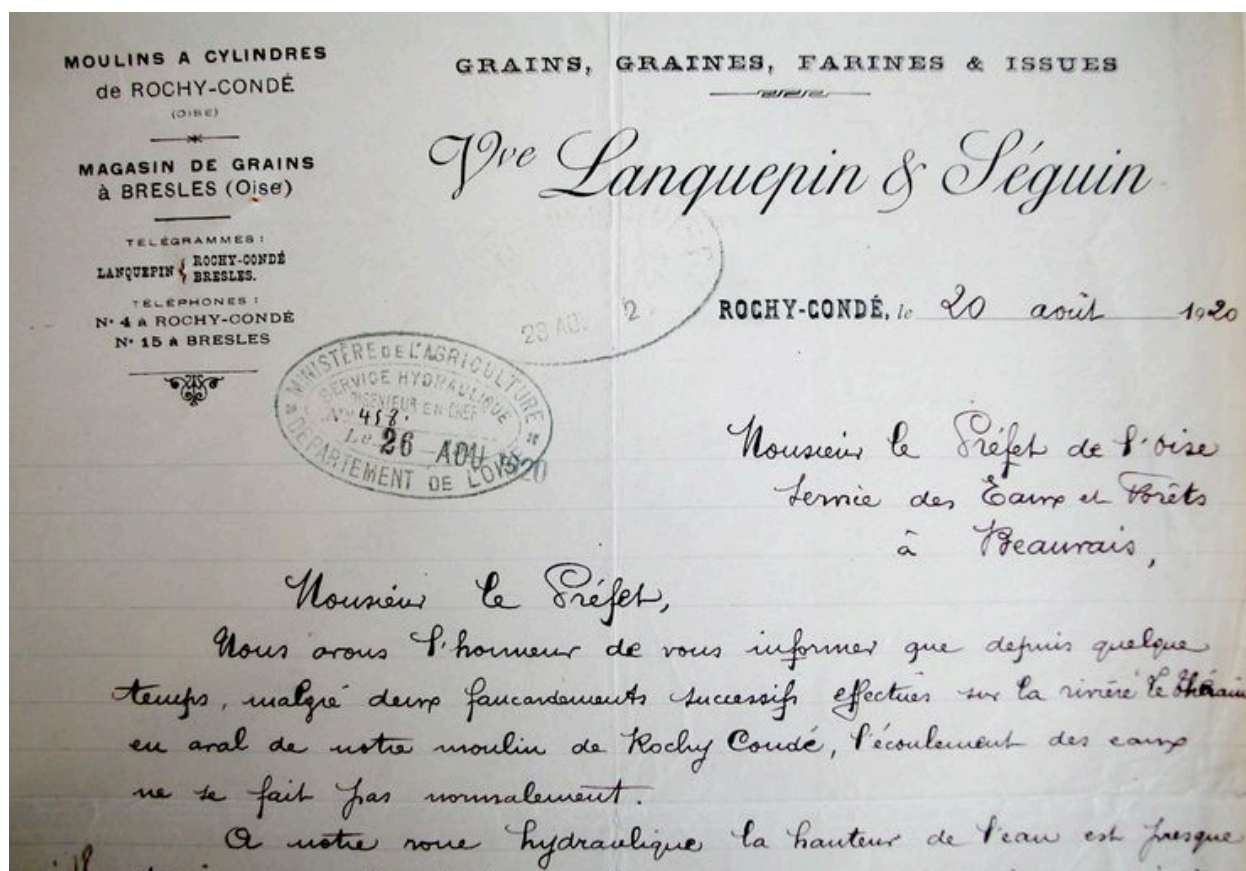 MOULINS A CYLINDRES
de ROCHY-CONDÉ
(OISE)
MAGASIN DE GRAINS
à BRESLES (Oise)
TÉLÉGRAMMES :
LANQUEPIN { ROCHY-CONDÉ
BRESLES.
TÉLÉPHONES :
N° 4 A ROCHY-CONDÉ
N° 15 A BRESLES
GRAINS, GRAINES, FARINES & ISSUES
Vve Lanquepin & Séguin
ROCHY-CONDÉ, le 20 août 1920
23 AO 2
MINISTÈRE DE L'AGRICULTURE
SERVICE HYDRAULIQUE
INGÉNIEUR EN CHEF
N° 458.
Le 26 AOU 1920
DÉPARTEMENT DE L'OISE
Monsieur le Préfet de l'Oise
Service des Eaux et Forêts
à Beauvais,
Monsieur le Préfet,
Nous avons l'honneur de vous informer que depuis quelque
temps, malgré deux faucardements successifs effectués sur la rivière le Thérain
en aval de notre moulin de Rochy Condé, l'écoulement des eaux
ne se fait pas normalement.
A notre roue hydraulique la hauteur de l'eau est presque